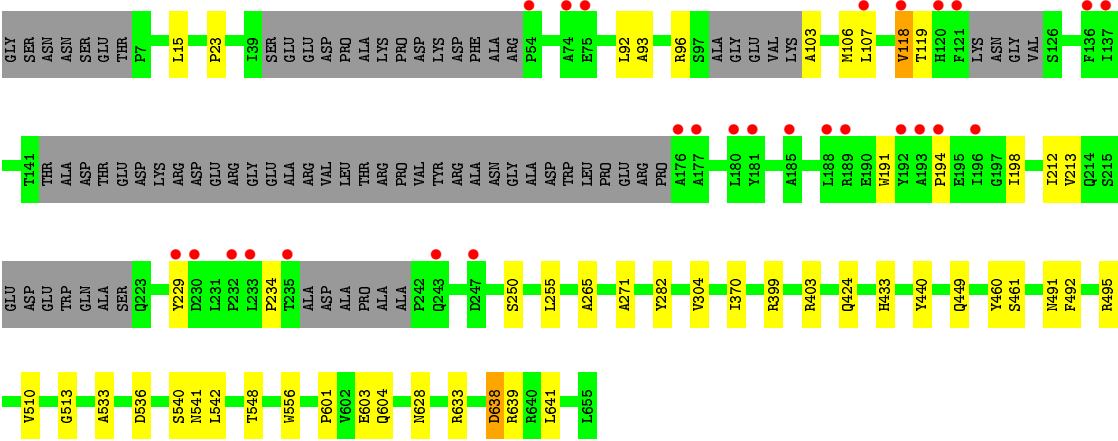 GLY SER ASN ASN SER GLU THR P7 L15 P23 I39 SER GLU GLU ASP PRO ALA LYS PRO ASP LYS ASP PHE ALA ARG P54 A74 E75 L92 A93 R96 S97 ALA GLY GLU VAL LYS A103 M106 L107 V118 T119 H120 F121 LYS ASN GLY VAL S126 F136 I137
T141 THR ALA ASP THR GLU ASP LYS ARG ASP GLU ARG GLY GLU ALA ARG VAL LEU THR ARG PRO VAL TYR ARG ALA ASN GLY ALA ASP TRP LEU PRO GLU ARG PRO A176 A177 L180 Y181 A185 L188 R189 E190 W191 Y192 A193 P194 E195 I196 G197 I198 I212 V213 Q214 S215
GLU ASP GLU TRP GLN ALA SER Q223 Y229 D230 L231 P232 L233 P234 T235 ALA ASP ALA PRO ALA ALA P242 Q243 D247 S250 L255 A265 A271 Y282 V304 I370 R399 R403 Q424 H433 Y440 Q449 Y460 S461 N491 F492 R495
V510 G513 A533 D536 S540 N541 L542 T548 W556 P601 V602 E603 Q604 N628 R633 D638 R639 R640 L641 L655